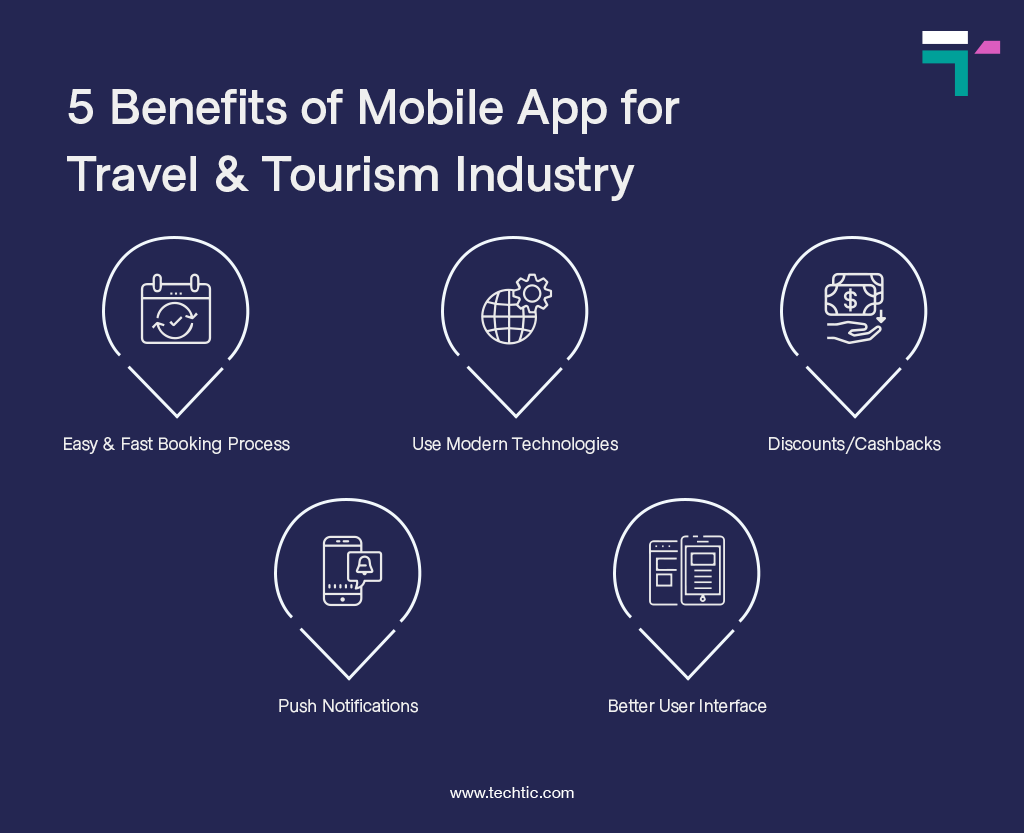 5 Benefits of Mobile App for
Travel & Tourism Industry
$
Easy & Fast Booking Process
Use Modern Technologies
Discounts/Cashbacks
Push Notifications
Better User Interface
www.techtic.com